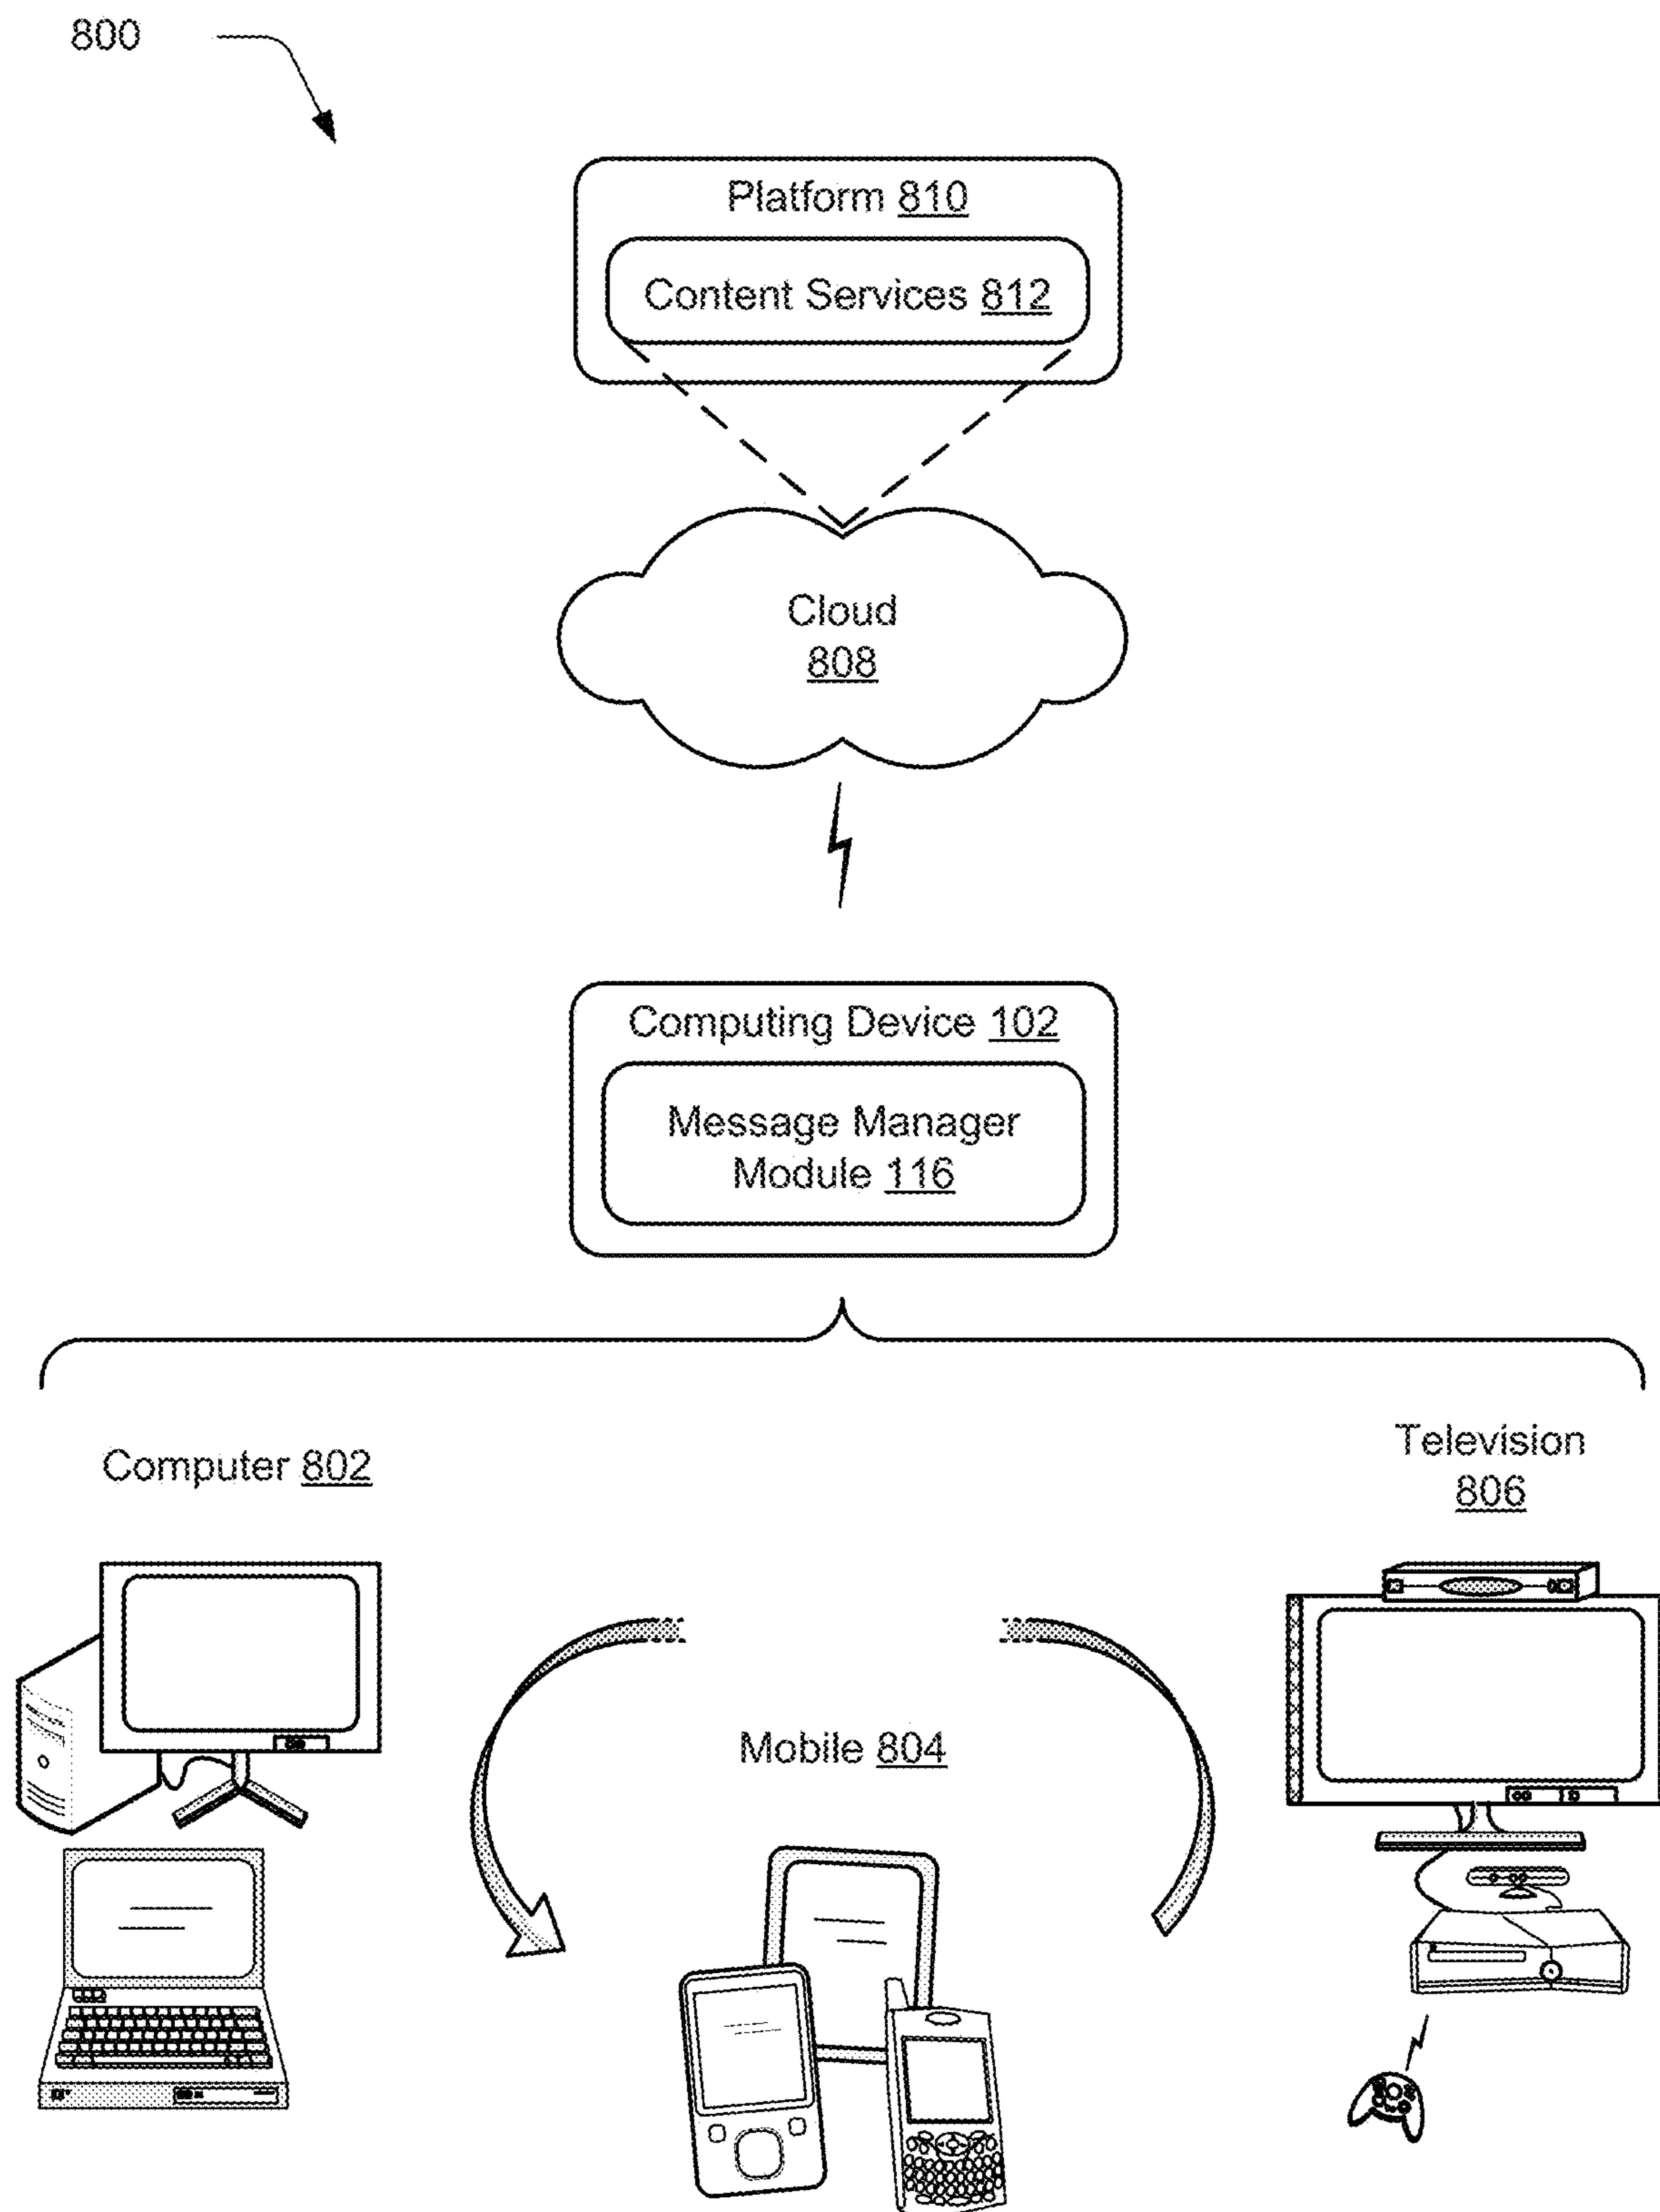 800
Platform 810
Content Services 812
Cloud
808
Computing Device 102
Message Manager
Module 116
Computer 802
Television
806
Mobile 804